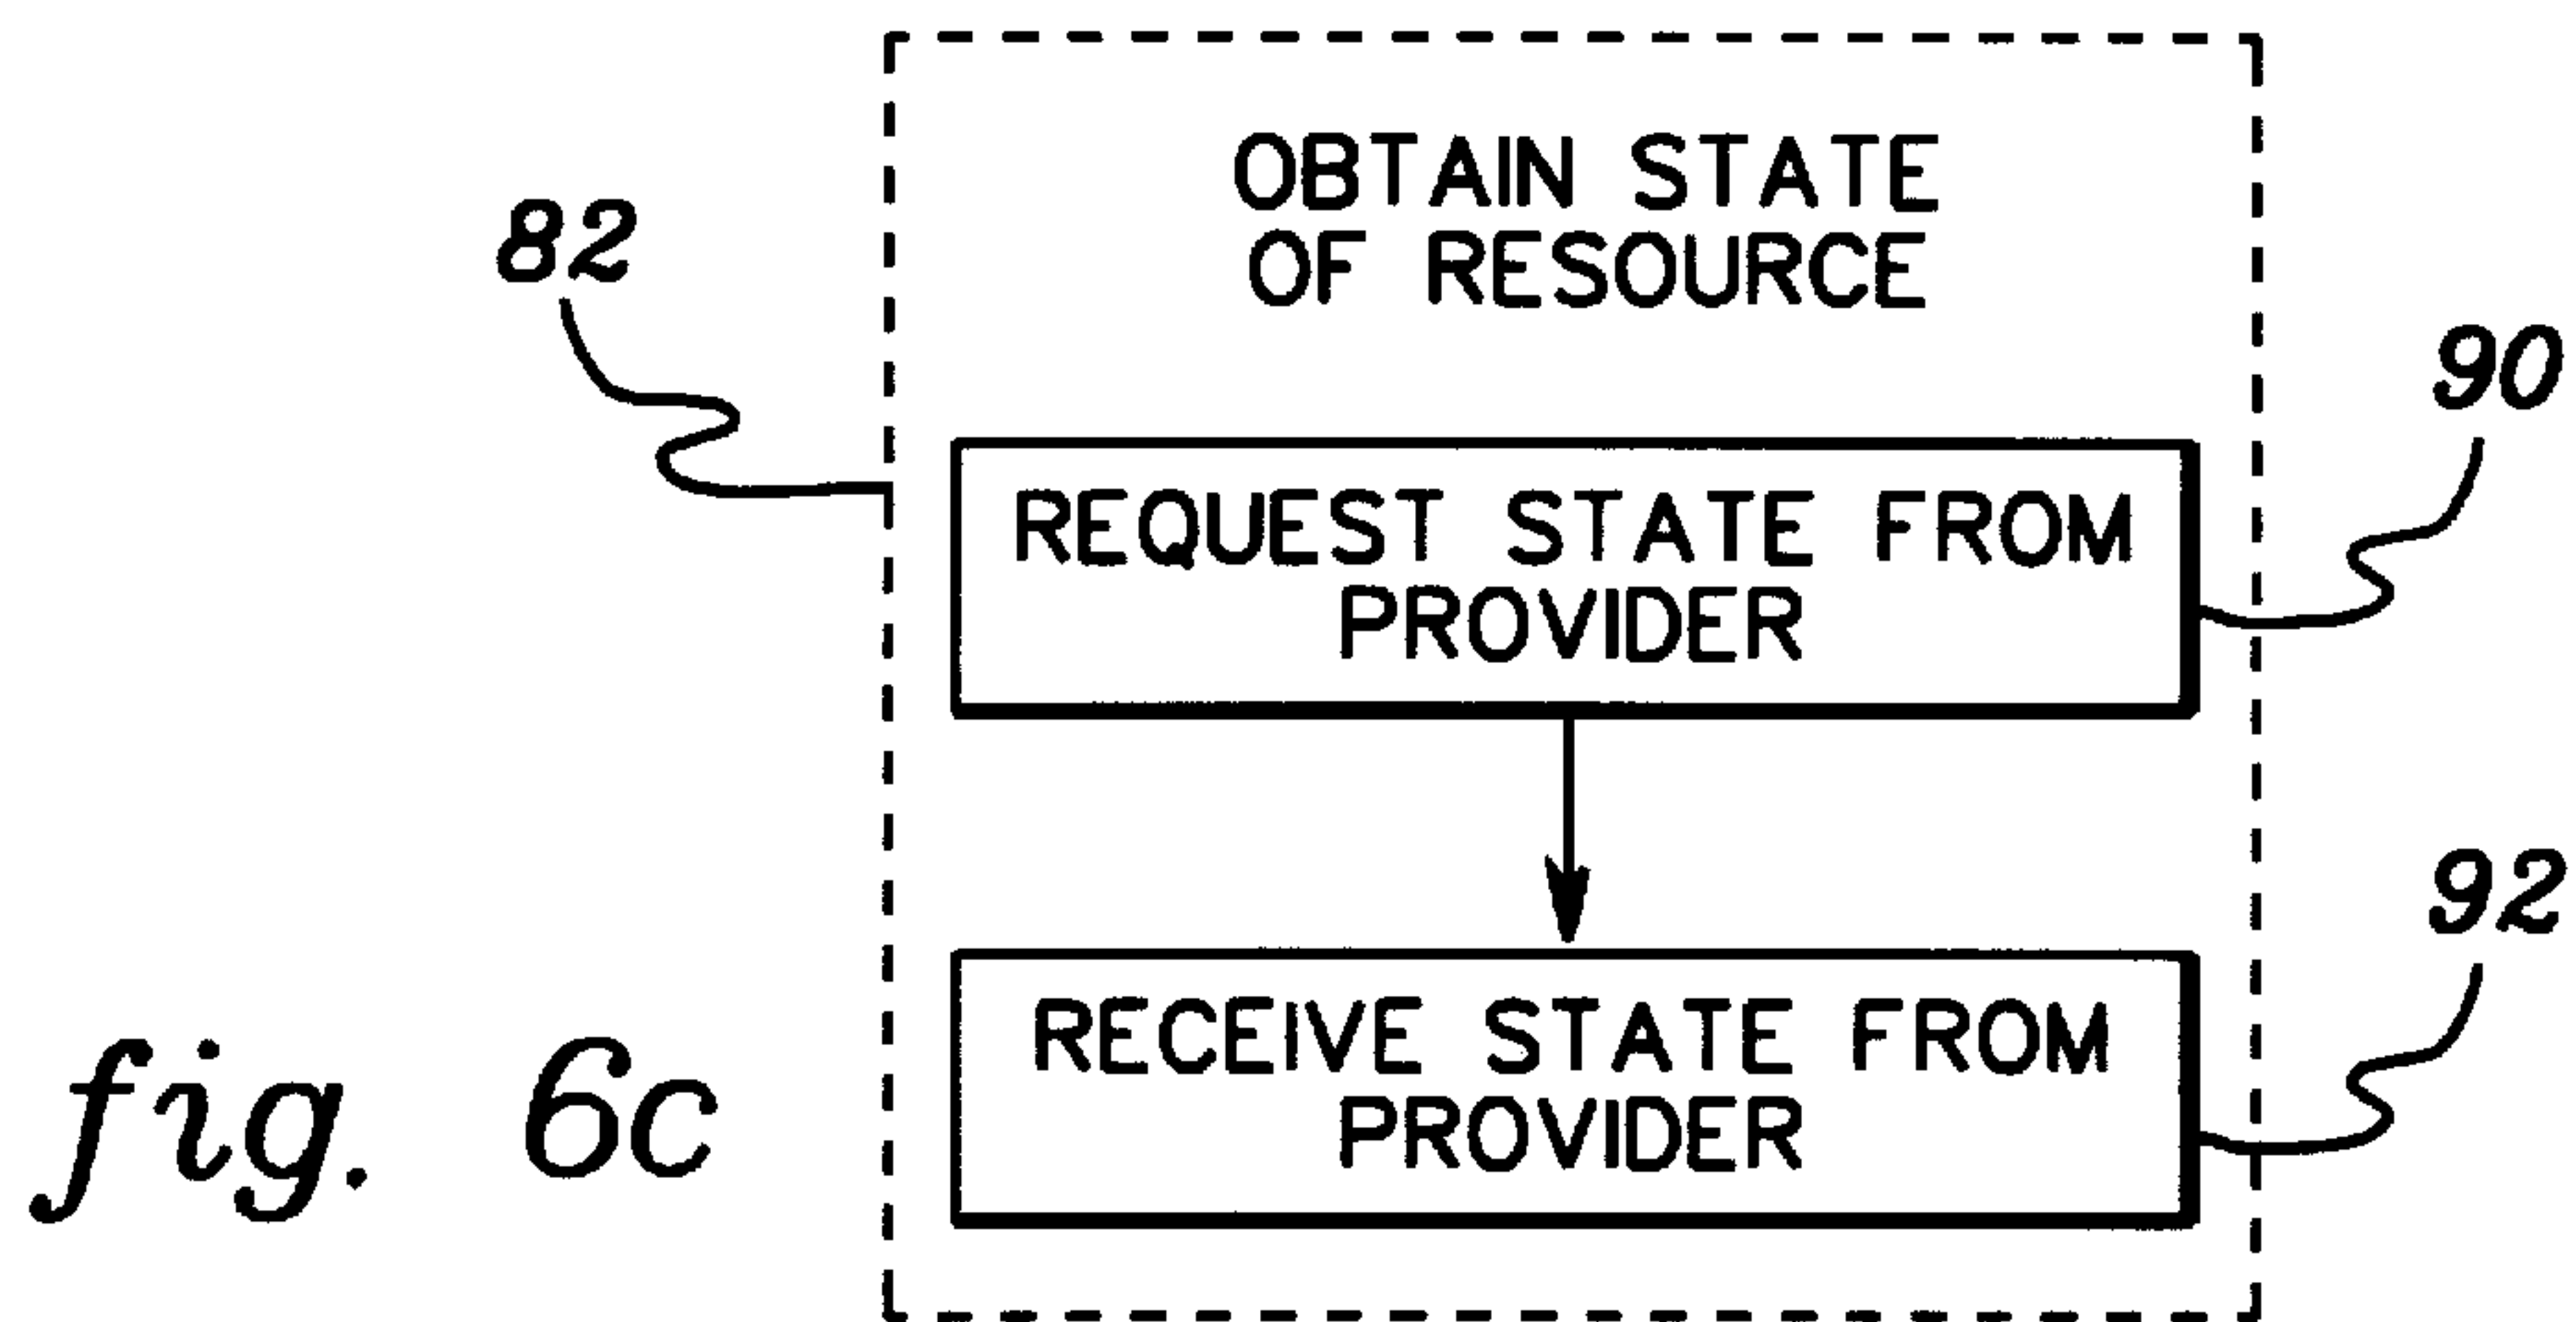 OBTAIN STATE
OF RESOURCE
82
90
REQUEST STATE FROM
PROVIDER
92
RECEIVE STATE FROM
PROVIDER
fig. 6c